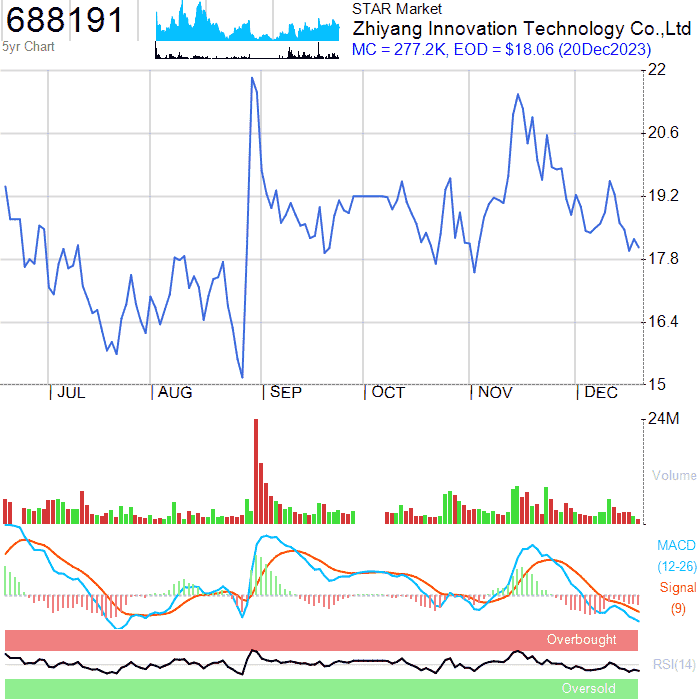 688191
5yr Chart
STAR Market
Zhiyang Innovation Technology Co.,Ltd
MC = 277.2K, EOD = $18.06 (20Dec2023)
22
20.6
19.2
17.8
16.4
15
JUL
AUG
SEP
OCT
NOV
DEC
24M
Volume
MACD
(12-26)
Signal
(9)
Overbought
RSI(14)
Oversold